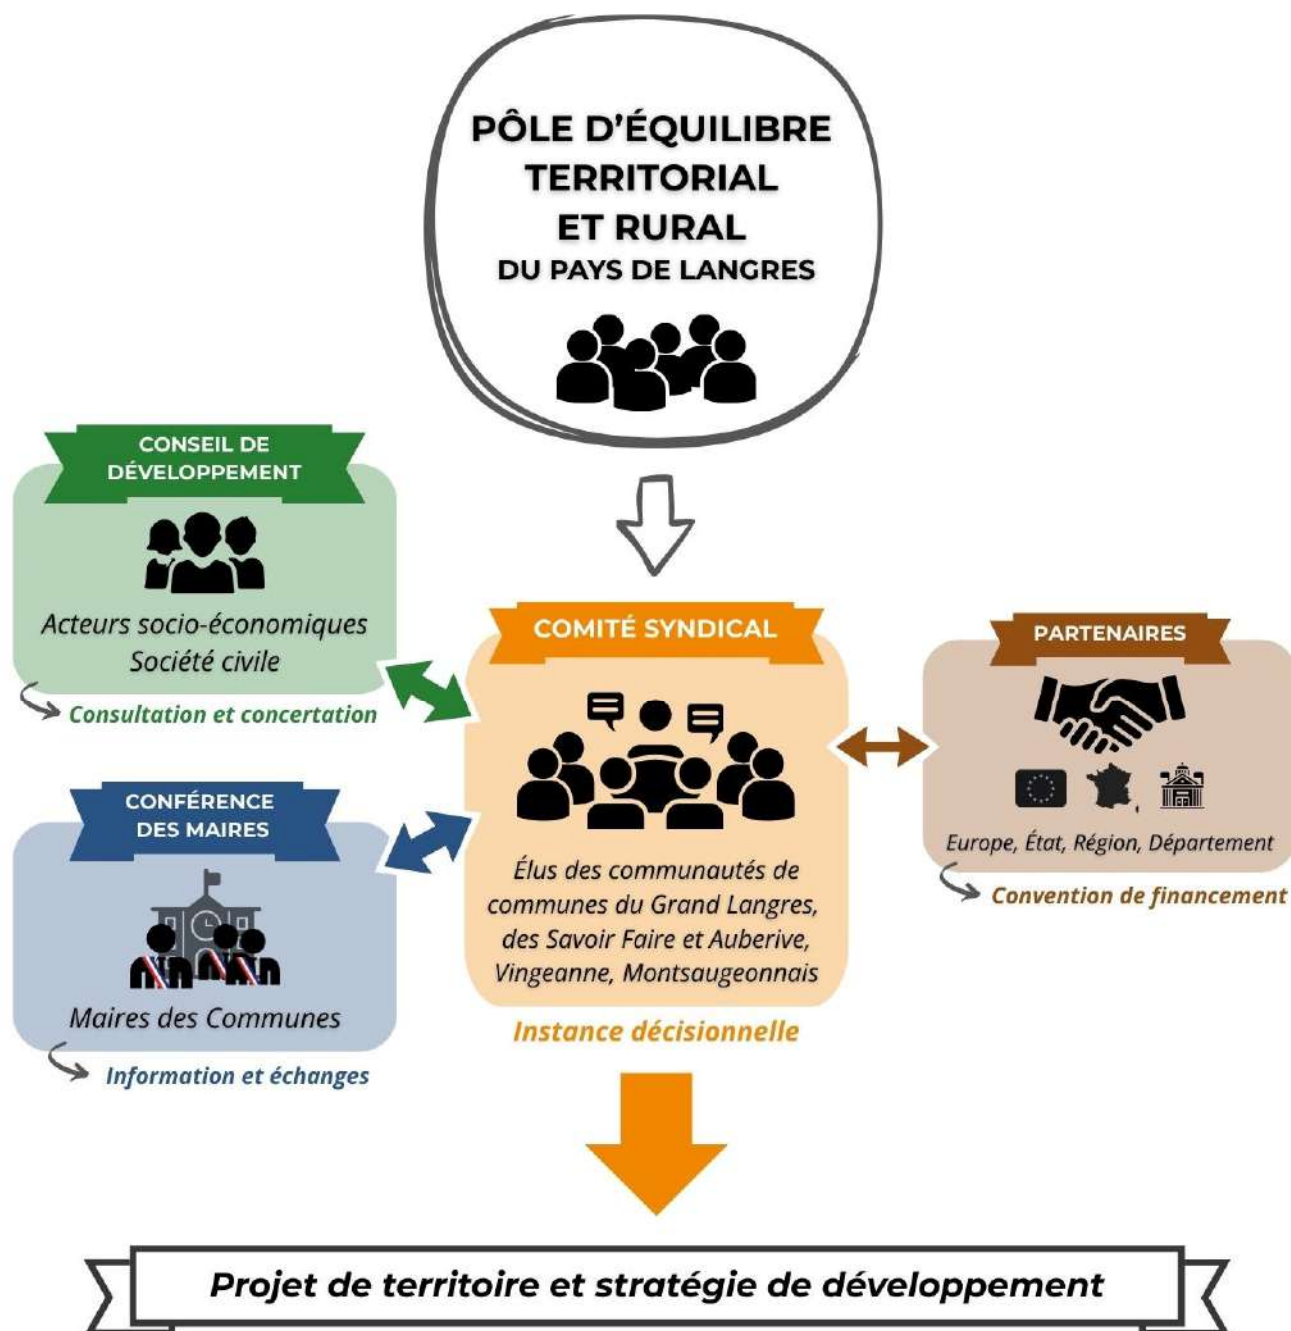 PÔLE D'ÉQUILIBRE
TERRITORIAL
ET RURAL
DU PAYS DE LANGRES
CONSEIL DE
DÉVELOPPEMENT
Acteurs socio-économiques
Société civile
Consultation et concertation
CONFÉRENCE
DES MAIRES
Maires des Communes
Information et échanges
COMITÉ SYNDICAL
Élus des communautés de
communes du Grand Langres,
des Savoir Faire et Auberive,
Vingeanne, Montsaugeonnais
Instance décisionnelle
PARTENAIRES
Europe, État, Région, Département
Convention de financement
Projet de territoire et stratégie de développement